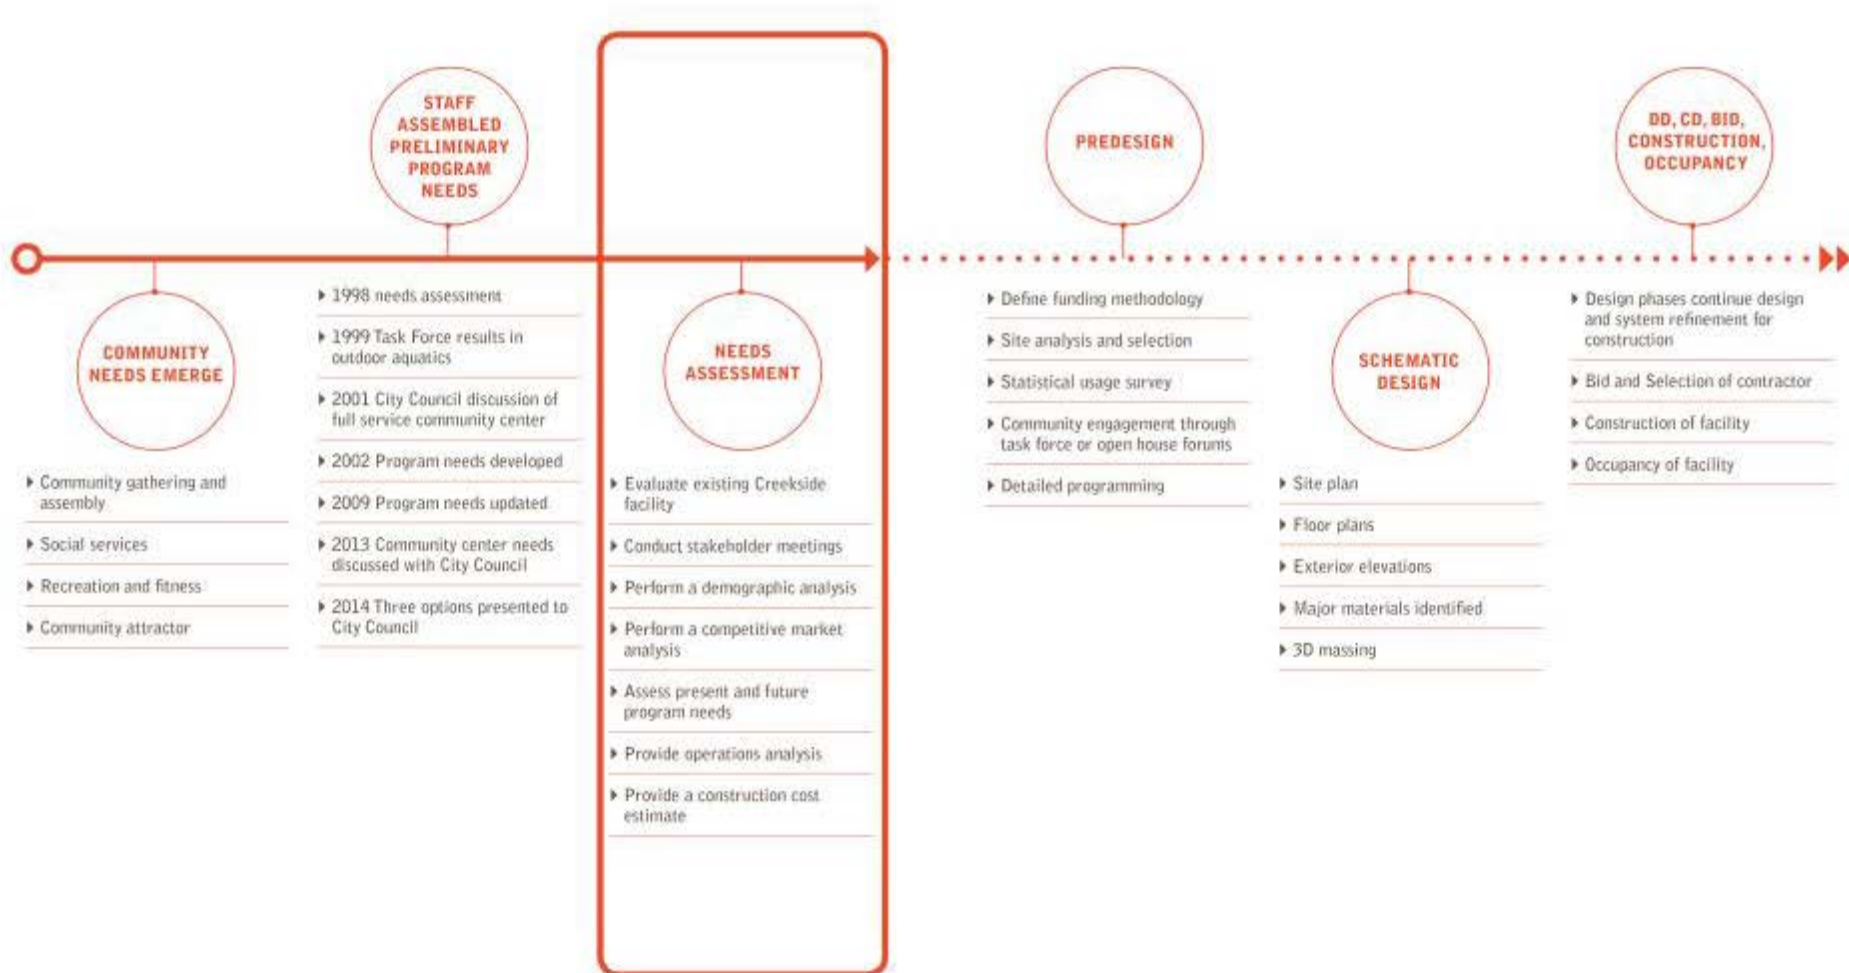 COMMUNITY
NEEDS EMERGE
Community gathering and
assembly
Social services
Recreation and fitness
Community attractor
STAFF
ASSEMBLED
PRELIMINARY
PROGRAM
NEEDS
1998 needs assessment
1999 Task Force results in
outdoor aquatics
2001 City Council discussion of
full service community center
2002 Program needs developed
2009 Program needs updated
2013 Community center needs
discussed with City Council
2014 Three options presented to
City Council
NEEDS
ASSESSMENT
Evaluate existing Creekside
facility
Conduct stakeholder meetings
Perform a demographic analysis
Perform a competitive market
analysis
Assess present and future
program needs
Provide operations analysis
Provide a construction cost
estimate
PREDESIGN
Define funding methodology
Site analysis and selection
Statistical usage survey
Community engagement through
task force or open house forums
Detailed programming
SCHEMATIC
DESIGN
Site plan
Floor plans
Exterior elevations
Major materials identified
3D massing
DD, CD, BID,
CONSTRUCTION,
OCCUPANCY
Design phases continue design
and system refinement for
construction
Bid and Selection of contractor
Construction of facility
Occupancy of facility